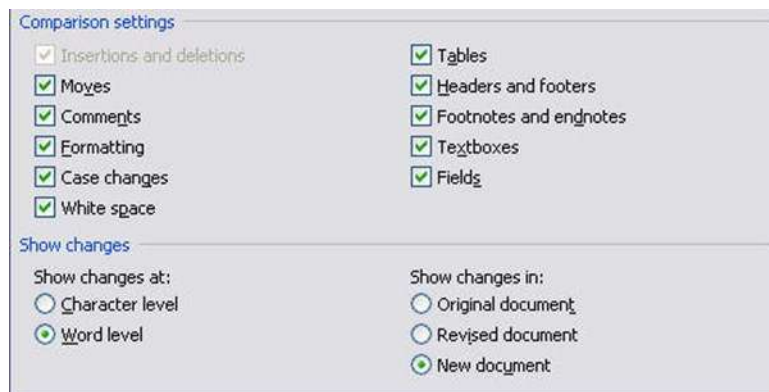 Comparison settings
Insertions and deletions
Moves
Comments
Formatting
Case changes
White space
Tables
Headers and footers
Footnotes and endnotes
Textboxes
Fields
Show changes
Show changes at:
Character level
Word level
Show changes in:
Original document
Revised document
New document